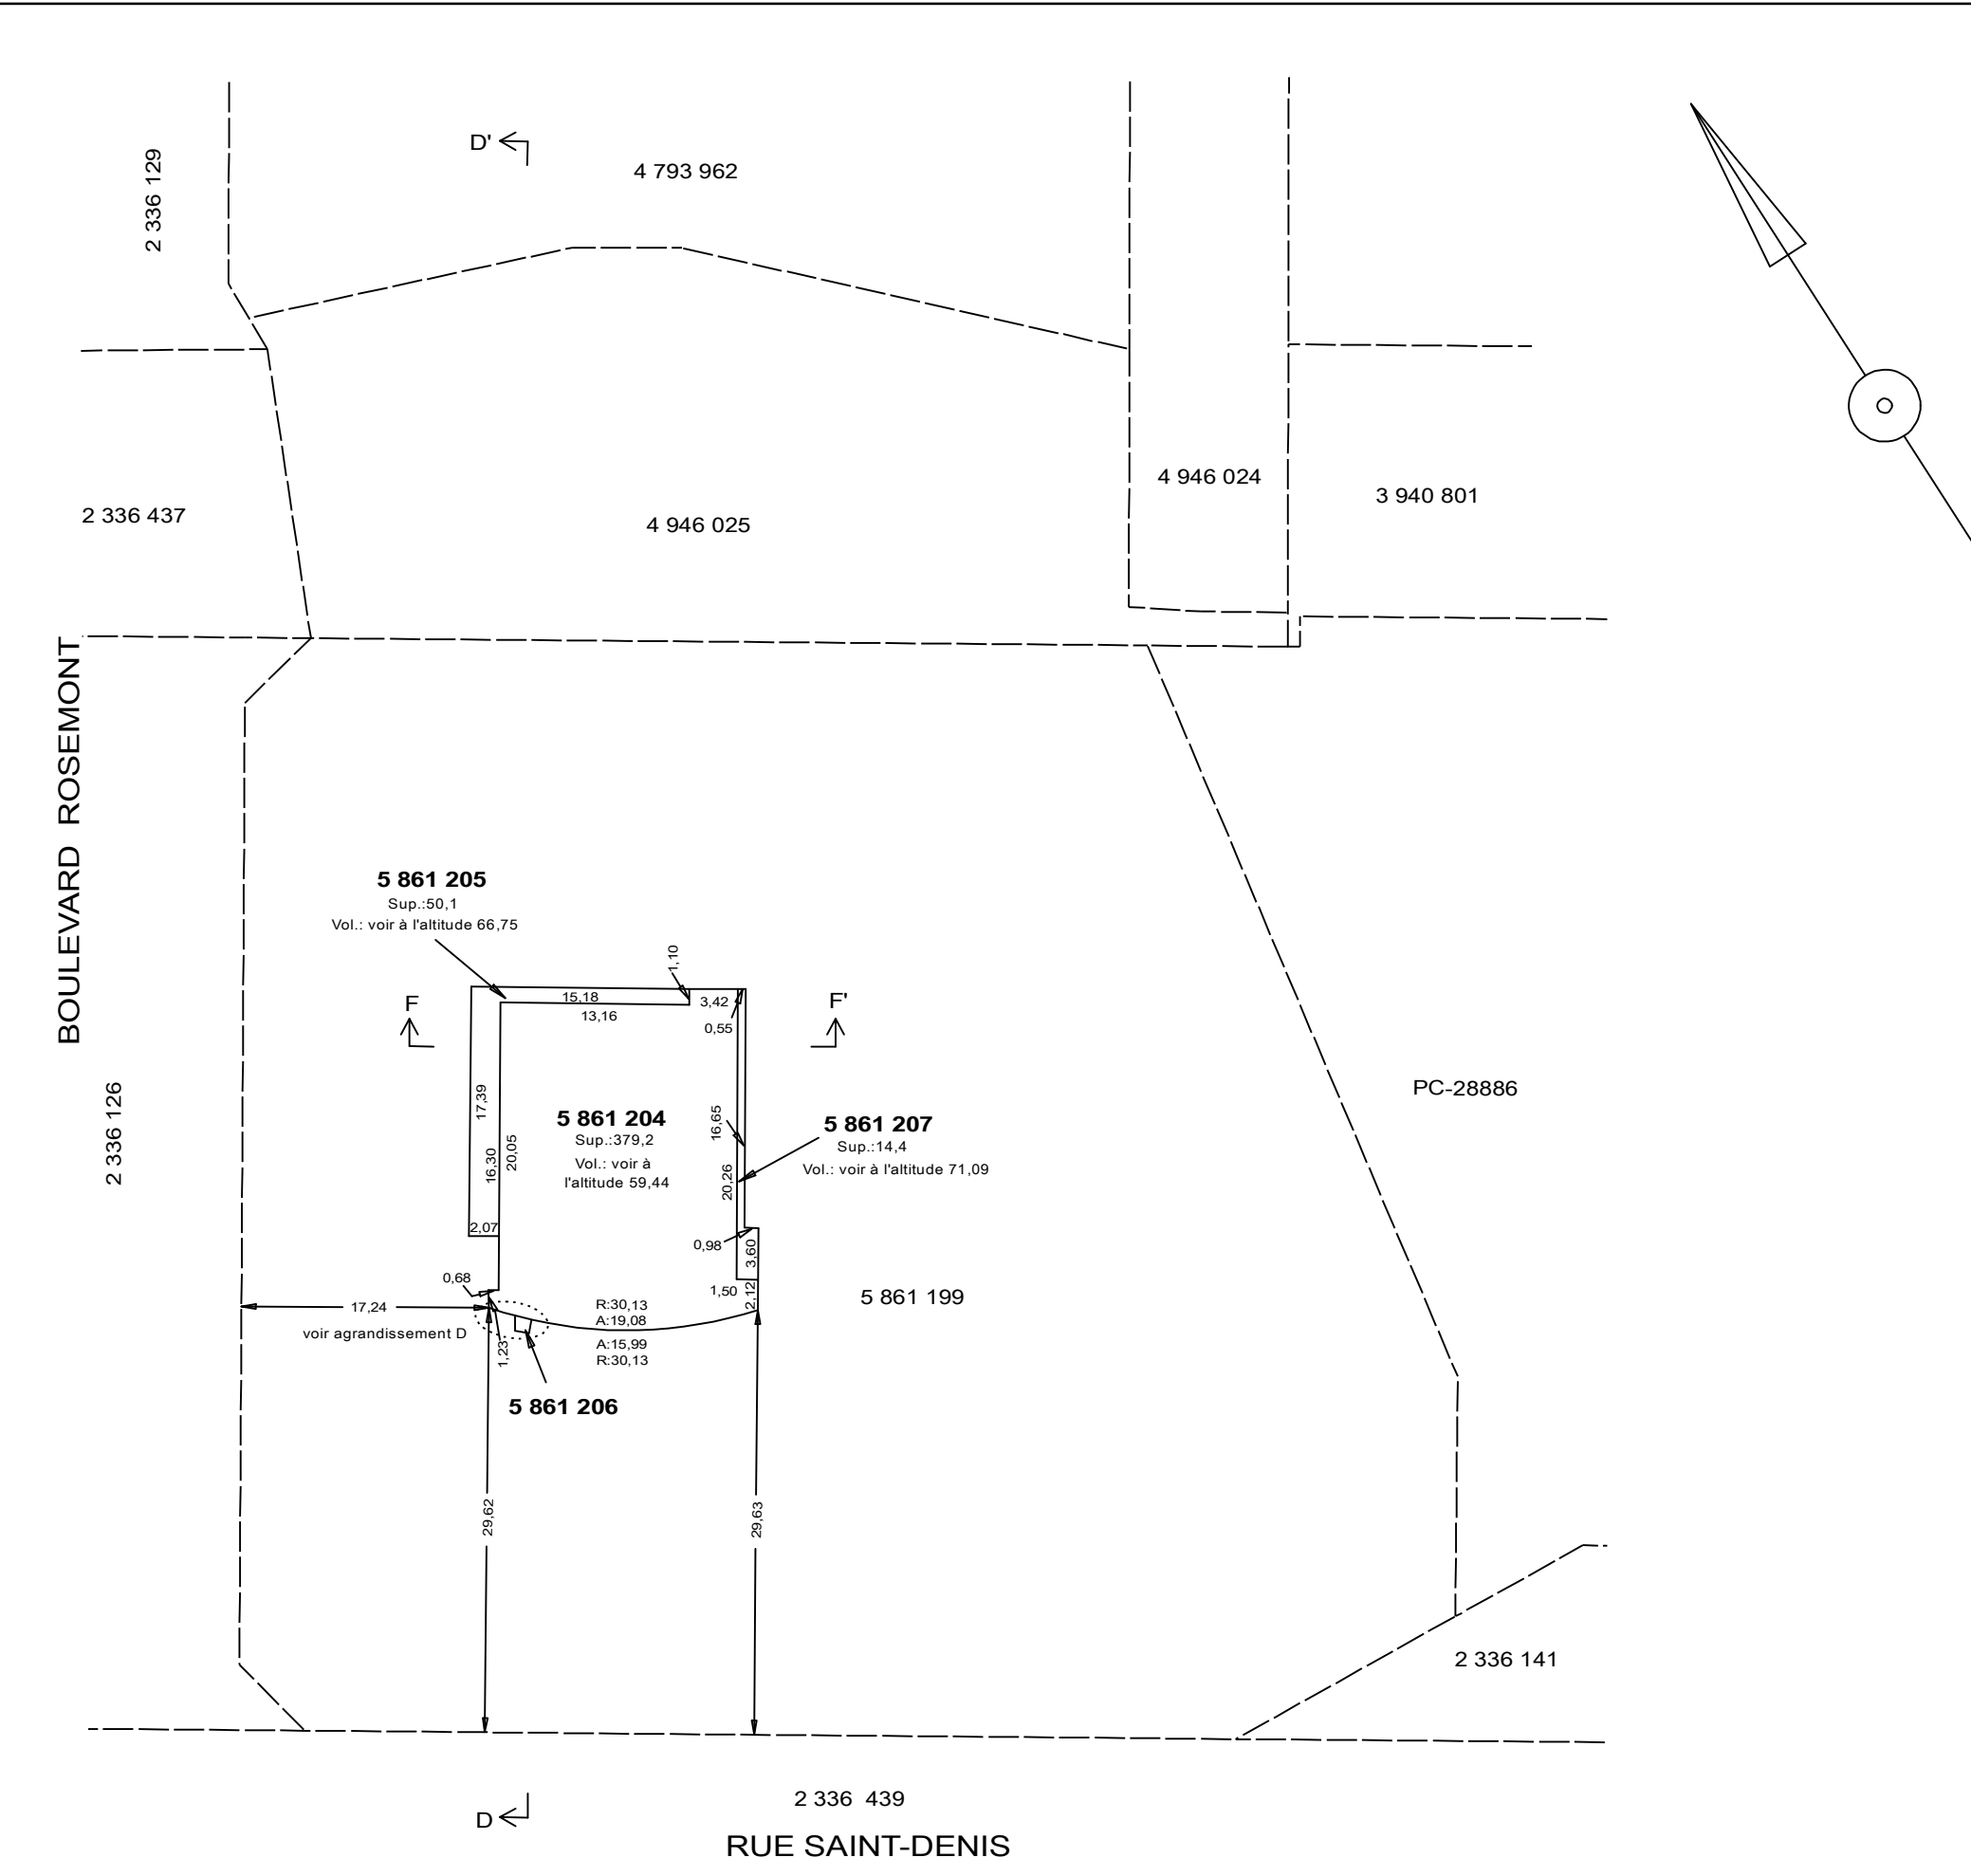 D'
4 793 962
2 336 129
4 946 024
3 940 801
2 336 437
4 946 025
BOULEVARD ROSEMONT
5 861 205
Sup.:50,1
Vol.: voir à l'altitude 66,75
1,10
F
15,18
3,42
F'
13,16
0,55
17,39
16,30
20,05
5 861 204
Sup.:379,2
Vol.: voir à
l'altitude 59,44
16,65
20,26
5 861 207
Sup.:14,4
Vol.: voir à l'altitude 71,09
PC-28886
2 336 126
2,07
0,98
3,60
0,68
1,50
2,12
5 861 199
17,24
voir agrandissement D
R:30,13
A:19,08
A:15,99
R:30,13
1,23
5 861 206
29,62
29,63
2 336 141
D
2 336 439
RUE SAINT-DENIS